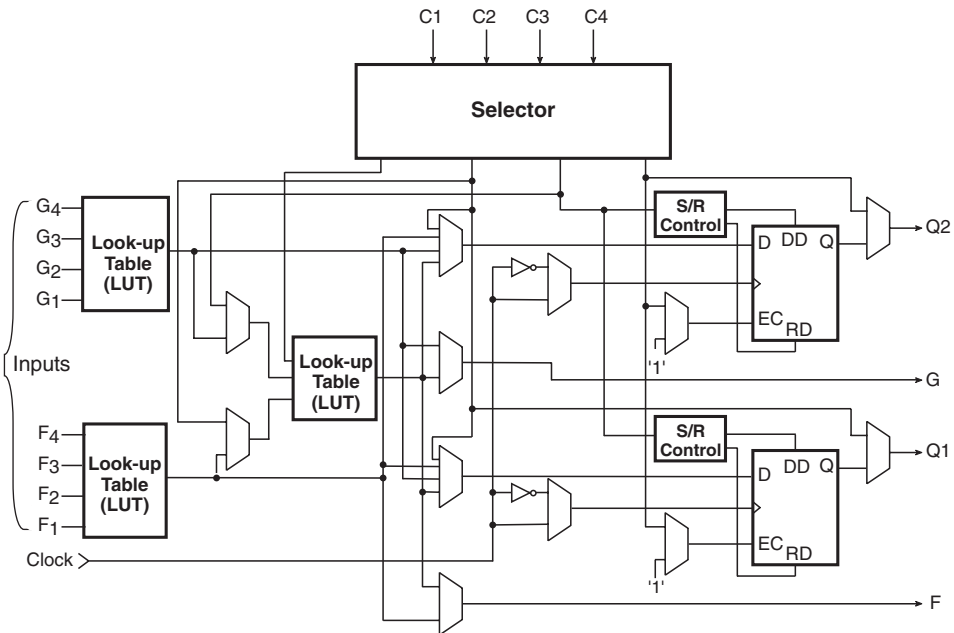 C1 C2 C3 C4
Selector
G4
G3
G2
G1
Look-up
Table
(LUT)
S/R
Control
D DD Q
EC
RD
'1'
Q2
Inputs
Look-up
Table
(LUT)
G
F4
F3
F2
F1
Look-up
Table
(LUT)
S/R
Control
D DD Q
EC
RD
'1'
Q1
Clock
F